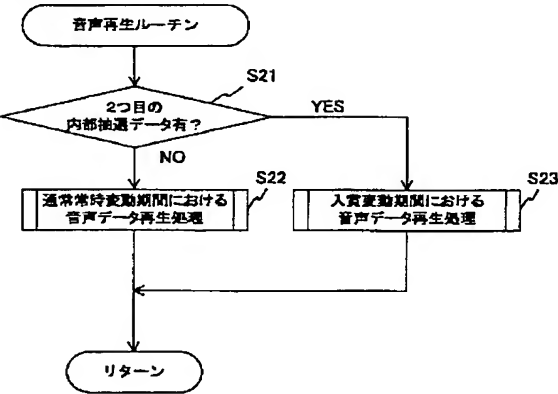 音声再生ルーチン
S21
2つ目の
内部抽選データ有?
YES
NO
S22
通常常時変動期間における
音声データ再生処理
S23
入賞変動期間における
音声データ再生処理
リターン